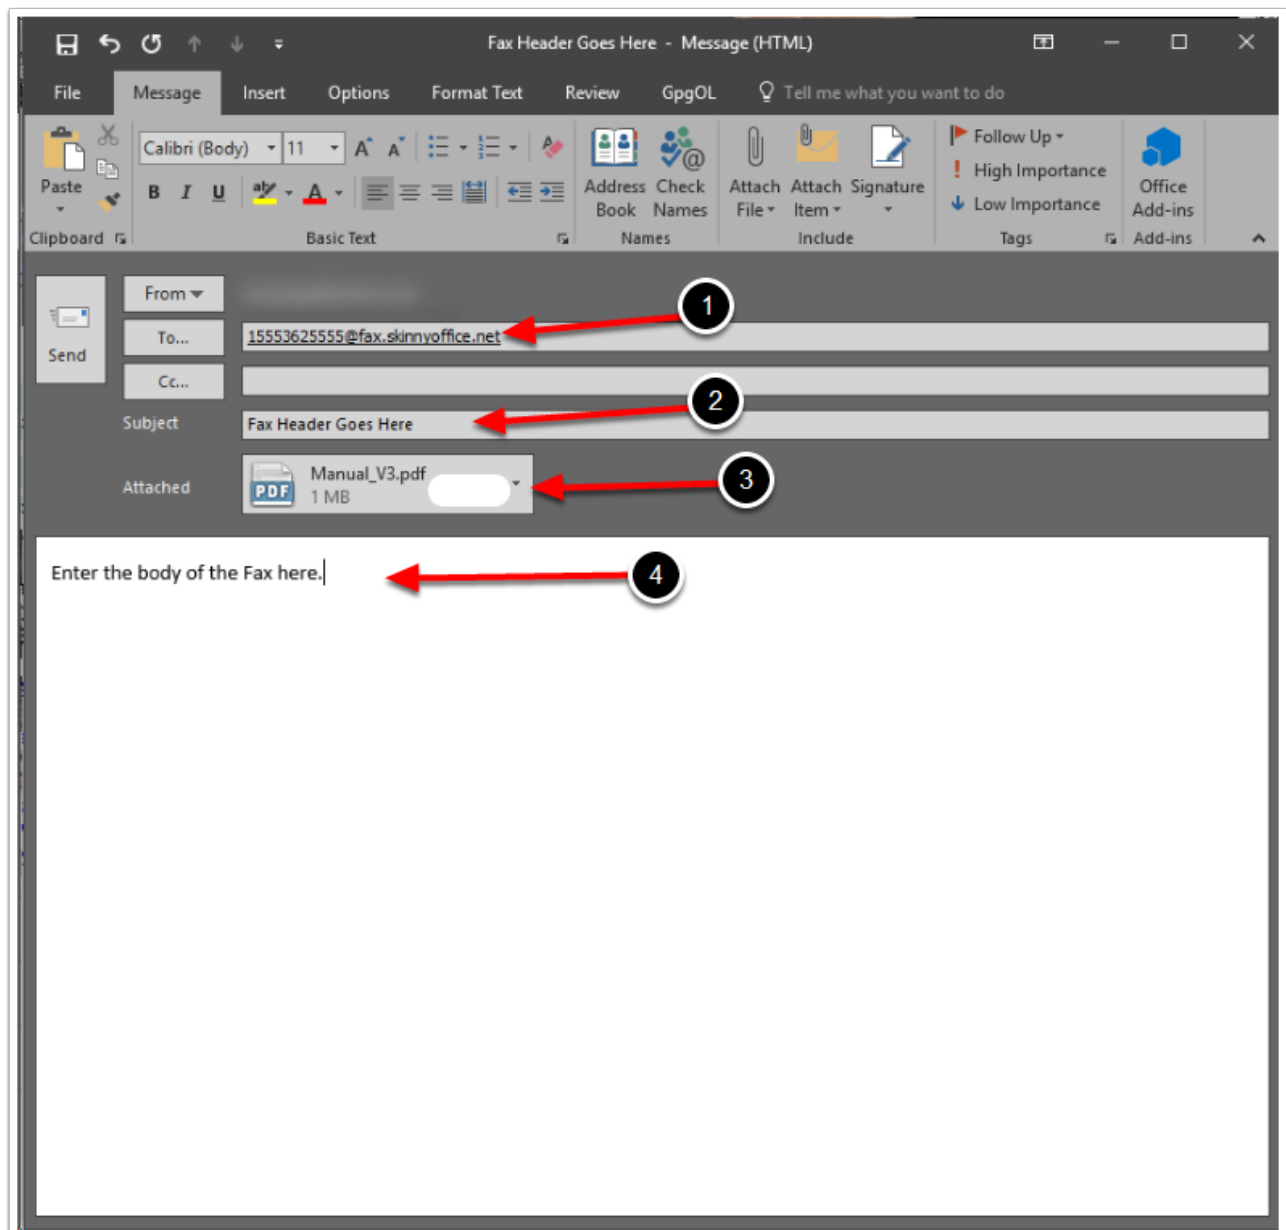 Fax Header Goes Here - Message (HTML)
File Message Insert Options Format Text Review GpgOL Tell me what you want to do
Calibri (Body) 11 A A
Follow Up
High Importance
Paste B I U aby A Address Check Attach Attach Signature Office
Book Names File Item Low Importance Add-ins
Clipboard Basic Text Names Include Tags Add-ins
From
1
To... 15553625555@fax.skinnyoffice.net
Send
Cc...
2
Subject Fax Header Goes Here
Manual_V3.pdf
3
Attached PDF 1 MB
Enter the body of the Fax here.
4